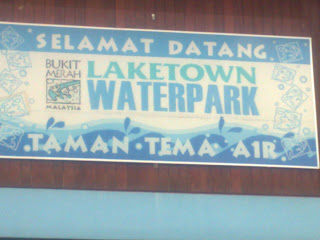 SELAMAT DATANG
BUKIT MERAH
MALAYSIA
LAKETOWN
WATERPARK
TAMAN · TEMA · AIR